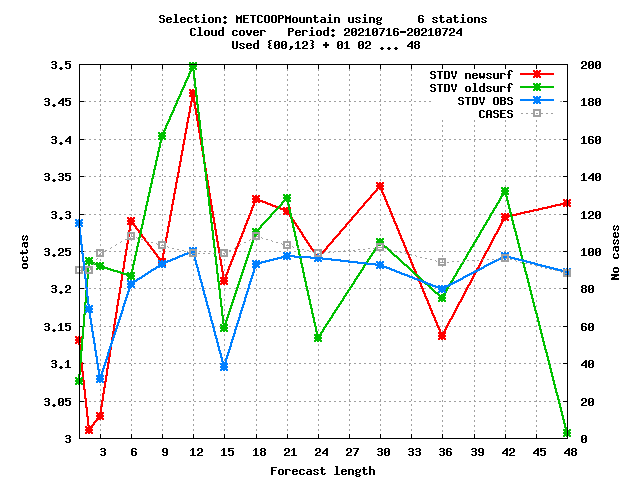 Selection: METCOOPMountain using     6 stations
Cloud cover   Period: 20210716-20210724
Used {00,12} + 01 02 ... 48
STDV newsurf
STDV oldsurf
STDV OBS
CASES
3.5
3.45
3.4
3.35
3.3
3.25
3.2
3.15
3.1
3.05
3
octas
200
180
160
140
120
100
80
60
40
20
0
No cases
3 6 9 12 15 18 21 24 27 30 33 36 39 42 45 48
Forecast length